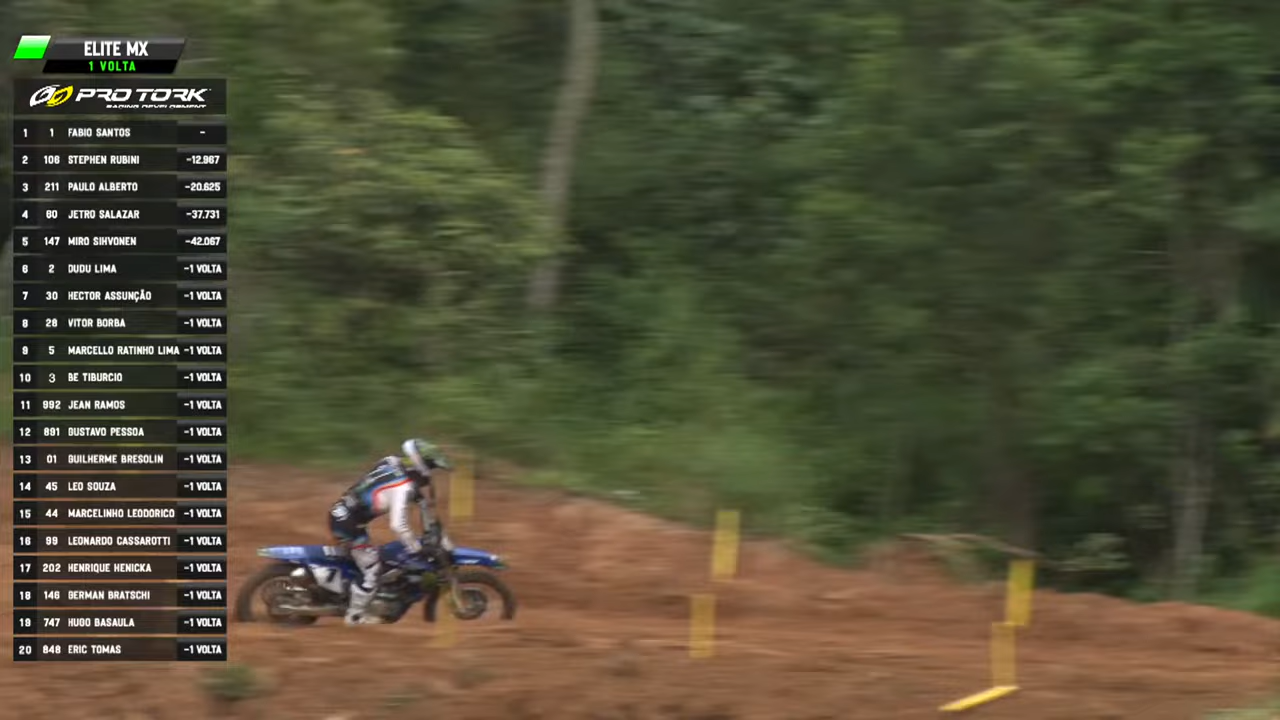 ELITE MX
1 VOLTA
PRO TORK
RACING DEVELOPMENT
1 1 FABIO SANTOS -
2 106 STEPHEN RUBINI -12.967
3 211 PAULO ALBERTO -20.625
4 60 JETRO SALAZAR -37.731
5 147 MIRO SIHVONEN -42.067
6 2 DUDU LIMA -1 VOLTA
7 30 HECTOR ASSUNÇÃO -1 VOLTA
8 26 VITOR BORBA -1 VOLTA
9 5 MARCELLO RATINHO LIMA -1 VOLTA
10 3 BE TIBURCIO -1 VOLTA
11 992 JEAN RAMOS -1 VOLTA
12 891 GUSTAVO PESSOA -1 VOLTA
13 01 GUILHERME BRESOLIN -1 VOLTA
14 45 LEO SOUZA -1 VOLTA
15 44 MARCELINHO LEODORICO -1 VOLTA
16 99 LEONARDO CASSAROTTI -1 VOLTA
17 202 HENRIQUE HENICKA -1 VOLTA
18 146 GERMAN BRATSCHI -1 VOLTA
19 747 HUGO BASAULA -1 VOLTA
20 848 ERIC TOMAS -1 VOLTA